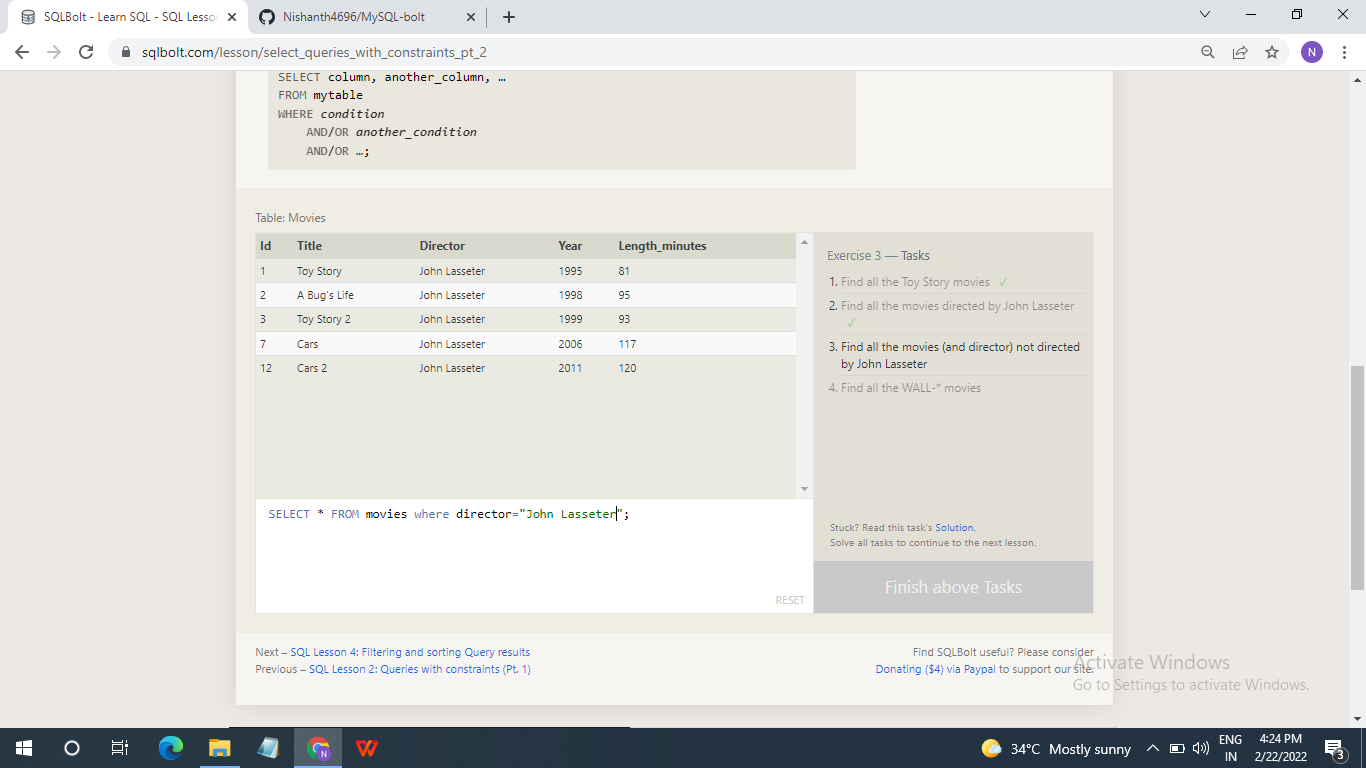 SQLBolt - Learn SQL - SQL Lesson
Nishanth4696/MySQL-bolt
sqlbolt.com/lesson/select_queries_with_constraints_pt_2
N
SELECT column, another_column, …
FROM mytable
WHERE condition
AND/OR another_condition
AND/OR …;
Table: Movies
Id Title Director Year Length_minutes
1 Toy Story John Lasseter 1995 81
2 A Bug's Life John Lasseter 1998 95
3 Toy Story 2 John Lasseter 1999 93
7 Cars John Lasseter 2006 117
12 Cars 2 John Lasseter 2011 120
SELECT * FROM movies where director="John Lasseter";
RESET
Exercise 3 — Tasks
1. Find all the Toy Story movies ✓
2. Find all the movies directed by John Lasseter
✓
3. Find all the movies (and director) not directed
by John Lasseter
4. Find all the WALL-* movies
Stuck? Read this task's Solution.
Solve all tasks to continue to the next lesson.
Finish above Tasks
Next – SQL Lesson 4: Filtering and sorting Query results
Previous – SQL Lesson 2: Queries with constraints (Pt. 1)
Find SQLBolt useful? Please consider
Donating ($4) via Paypal to support our site.
Activate Windows
Go to Settings to activate Windows.
N
W
34°C Mostly sunny
ENG
IN
4:24 PM
2/22/2022
3